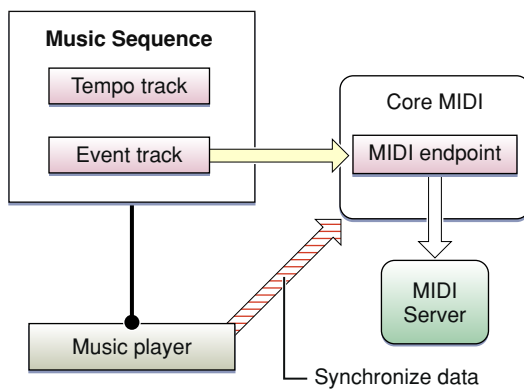 Music Sequence
Tempo track
Event track
Core MIDI
MIDI endpoint
MIDI
Server
Music player
Synchronize data